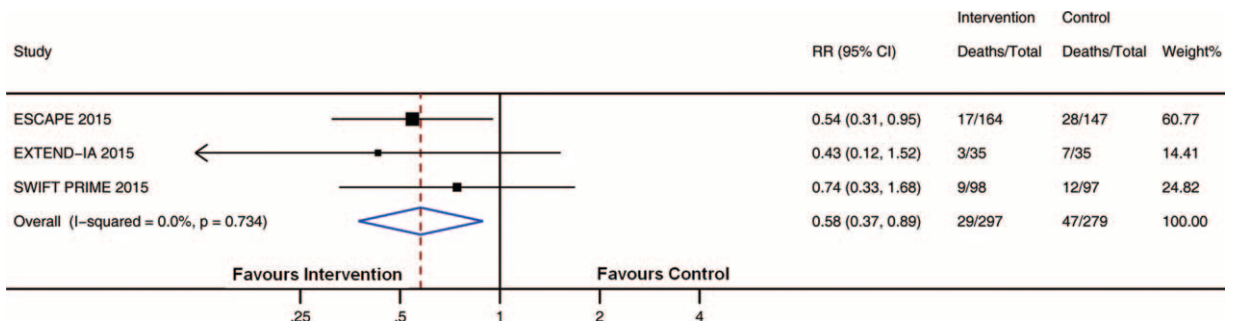 Intervention Control
Study RR (95% CI) Deaths/Total Deaths/Total Weight%
ESCAPE 2015 0.54 (0.31, 0.95) 17/164 28/147 60.77
EXTEND−IA 2015 0.43 (0.12, 1.52) 3/35 7/35 14.41
SWIFT PRIME 2015 0.74 (0.33, 1.68) 9/98 12/97 24.82
Overall (I−squared = 0.0%, p = 0.734) 0.58 (0.37, 0.89) 29/297 47/279 100.00
Favours Intervention Favours Control
.25 .5 1 2 4